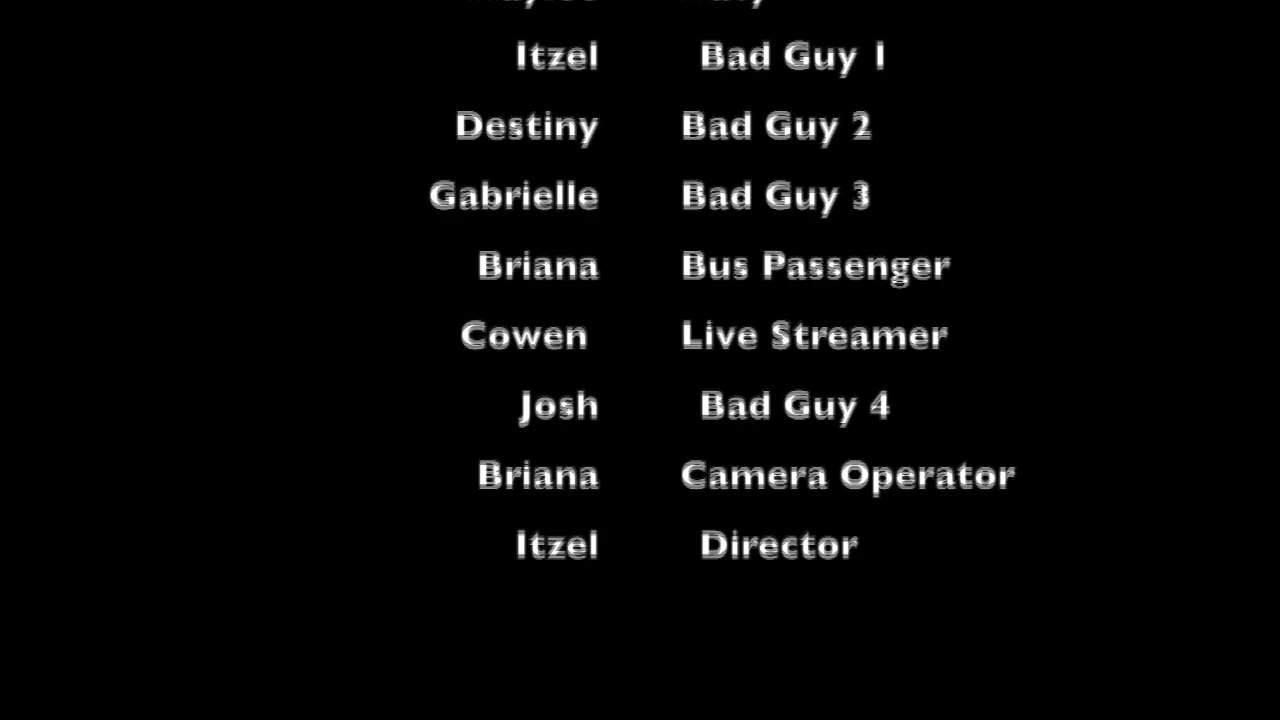 Itzel Bad Guy 1
Destiny Bad Guy 2
Gabrielle Bad Guy 3
Briana Bus Passenger
Cowen Live Streamer
Josh Bad Guy 4
Briana Camera Operator
Itzel Director